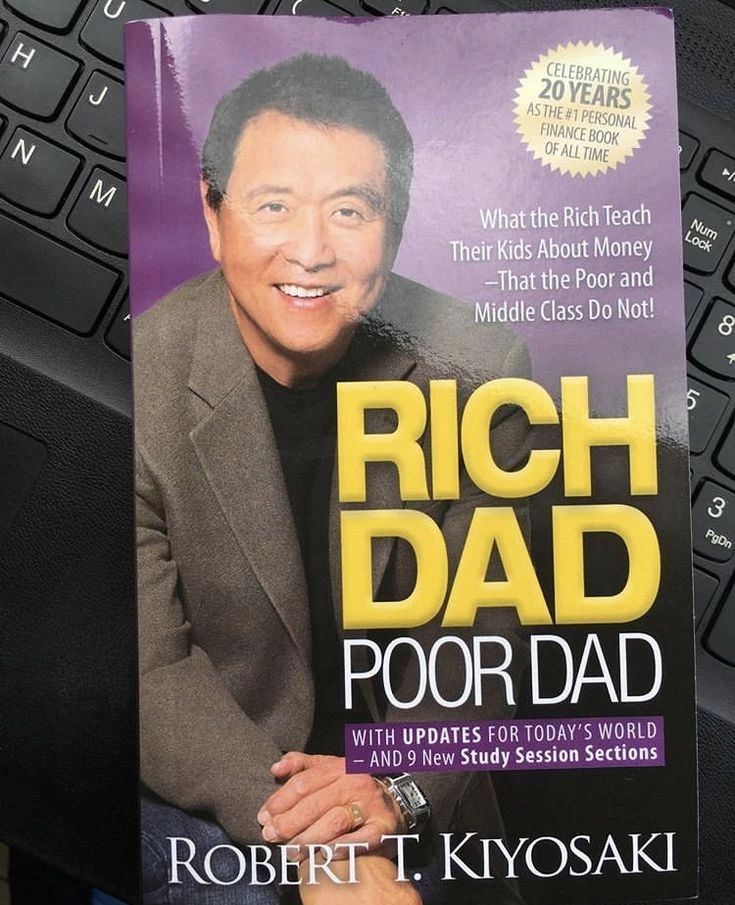 U
H
J
N
M
CELEBRATING
20 YEARS
AS THE #1 PERSONAL
FINANCE BOOK
OF ALL TIME
What the Rich Teach
Their Kids About Money
–That the Poor and
Middle Class Do Not!
RICH
DAD
POOR DAD
WITH UPDATES FOR TODAY'S WORLD
– AND 9 New Study Session Sections
ROBERT T. KIYOSAKI
Num
Lock
8
5
3
PgDn